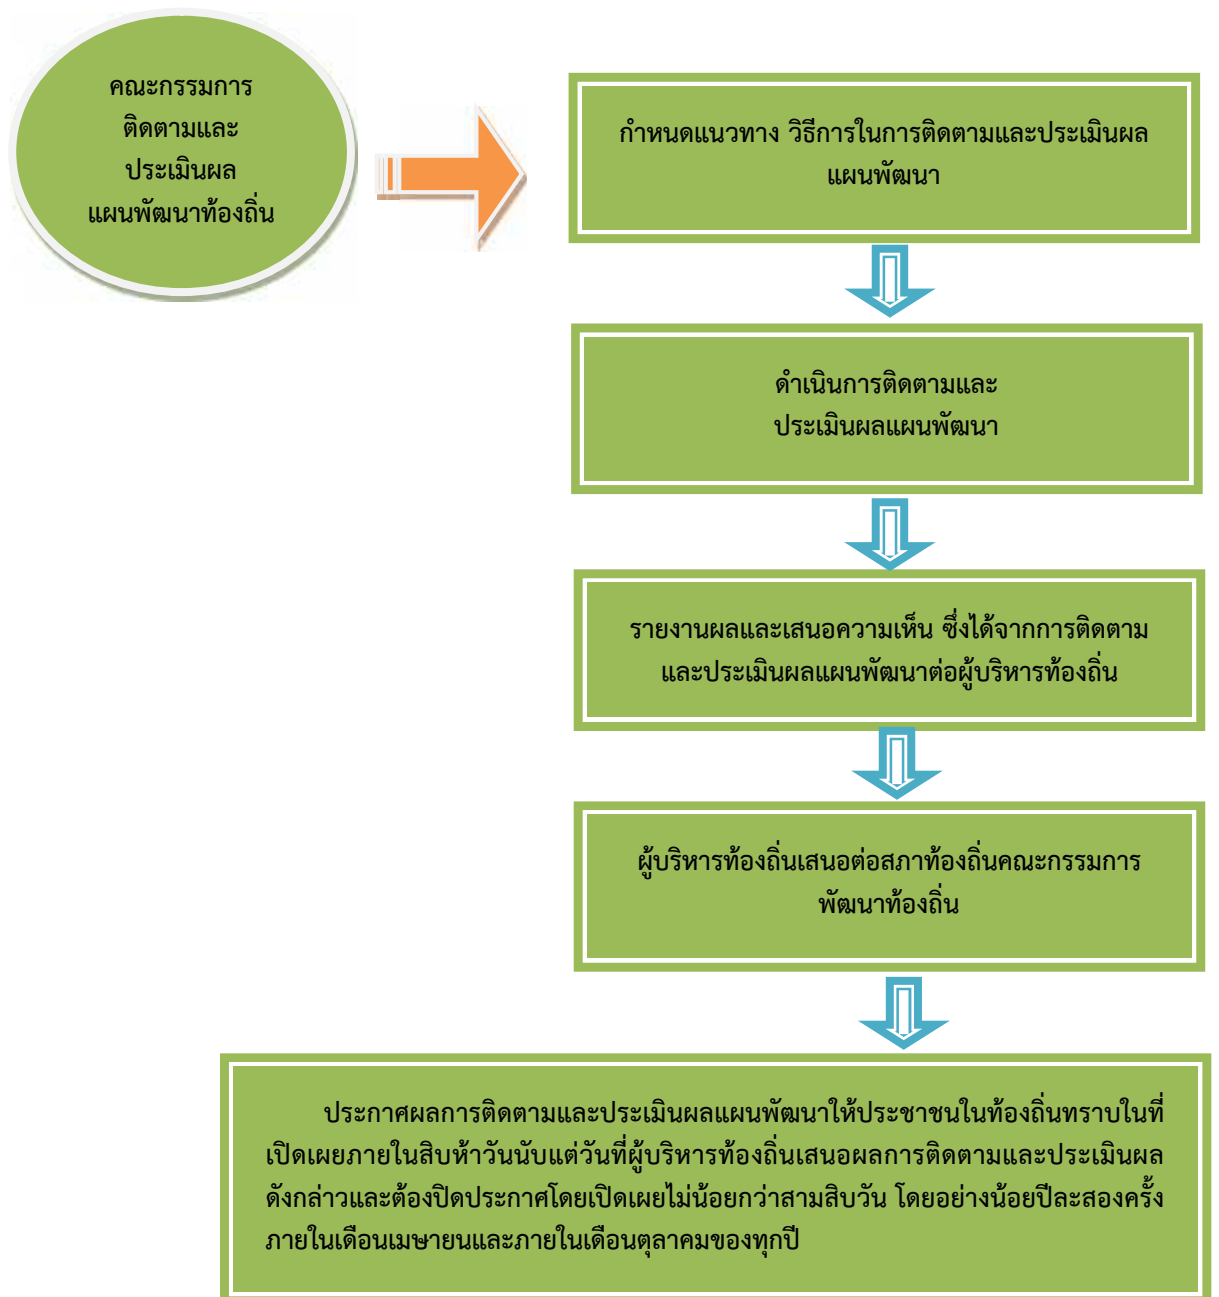 คณะกรรมการ
ติดตามและ
ประเมินผล
แผนพัฒนาท้องถิ่น
กำหนดแนวทาง วิธีการในการติดตามและประเมินผล
แผนพัฒนา
ดำเนินการติดตามและ
ประเมินผลแผนพัฒนา
รายงานผลและเสนอความเห็น ซึ่งได้จากการติดตาม
และประเมินผลแผนพัฒนาต่อผู้บริหารท้องถิ่น
ผู้บริหารท้องถิ่นเสนอต่อสภาท้องถิ่นคณะกรรมการ
พัฒนาท้องถิ่น
ประกาศผลการติดตามและประเมินผลแผนพัฒนาให้ประชาชนในท้องถิ่นทราบในที่
เปิดเผยภายในสิบห้าวันนับแต่วันที่ผู้บริหารท้องถิ่นเสนอผลการติดตามและประเมินผล
ดังกล่าวและต้องปิดประกาศโดยเปิดเผยไม่น้อยกว่าสามสิบวัน โดยอย่างน้อยปีละสองครั้ง
ภายในเดือนเมษายนและภายในเดือนตุลาคมของทุกปี